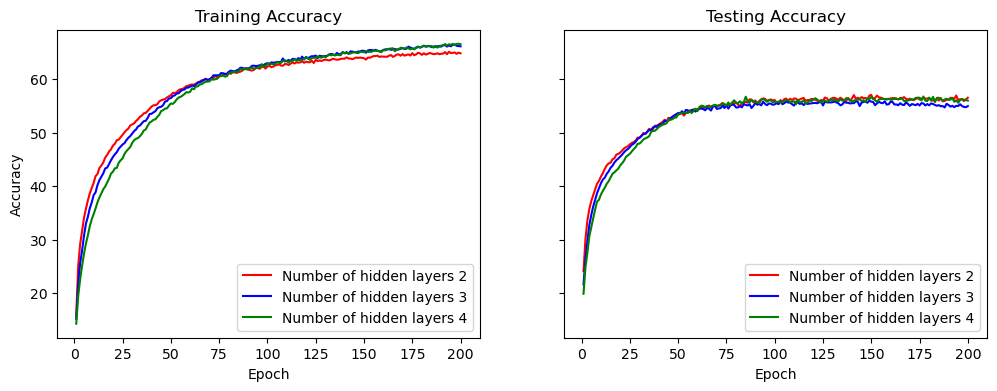 Training Accuracy
Accuracy
60
50
40
30
20
0
25
50
75
100
125
150
175
200
Epoch
Number of hidden layers 2
Number of hidden layers 3
Number of hidden layers 4
Testing Accuracy
0
25
50
75
100
125
150
175
200
Epoch
Number of hidden layers 2
Number of hidden layers 3
Number of hidden layers 4